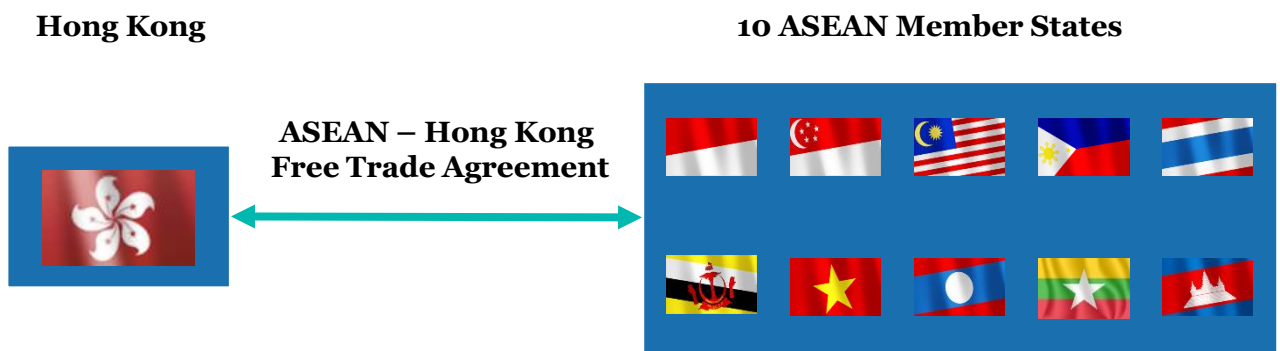 Hong Kong
10 ASEAN Member States
ASEAN – Hong Kong
Free Trade Agreement